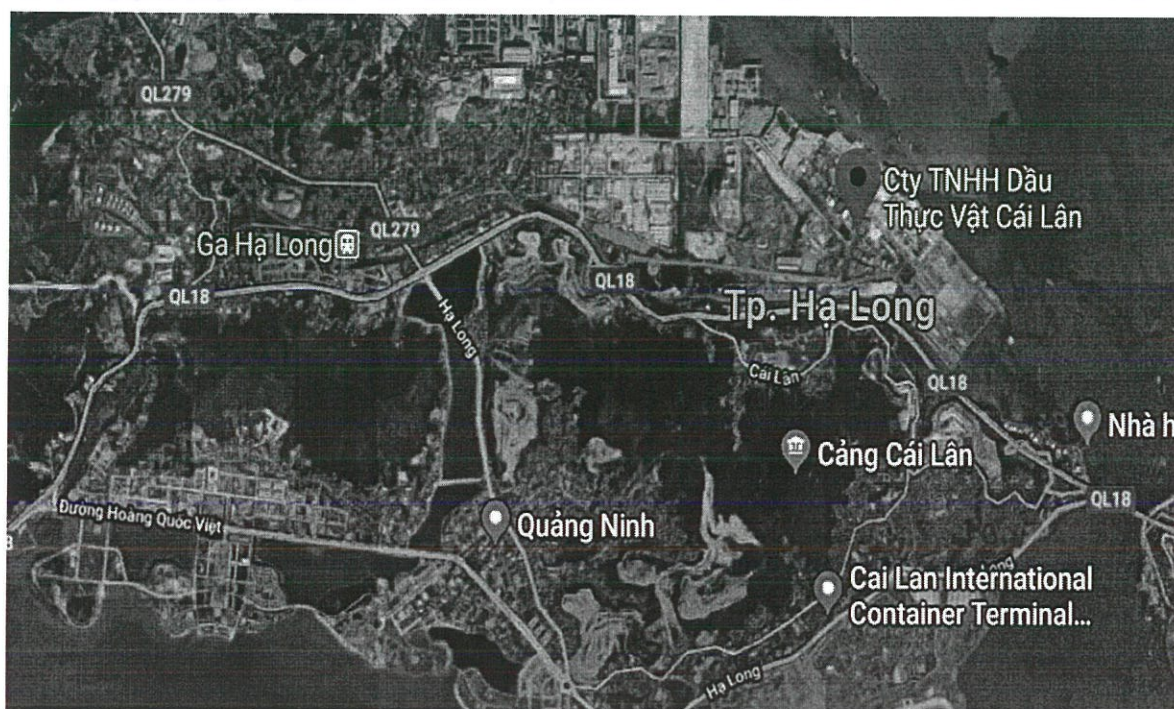 QL279
Cty TNHH Dầu
Thực Vật Cái Lân
QL279
Ga Hạ Long
QL18
QL18
Hạ Long
Tp. Hạ Long
Cái Lân
QL18
Nhà h
Cảng Cái Lân
QL18
Đường Hoàng Quốc Việt
Quảng Ninh
Cai Lan International
Container Terminal...
Hạ Long